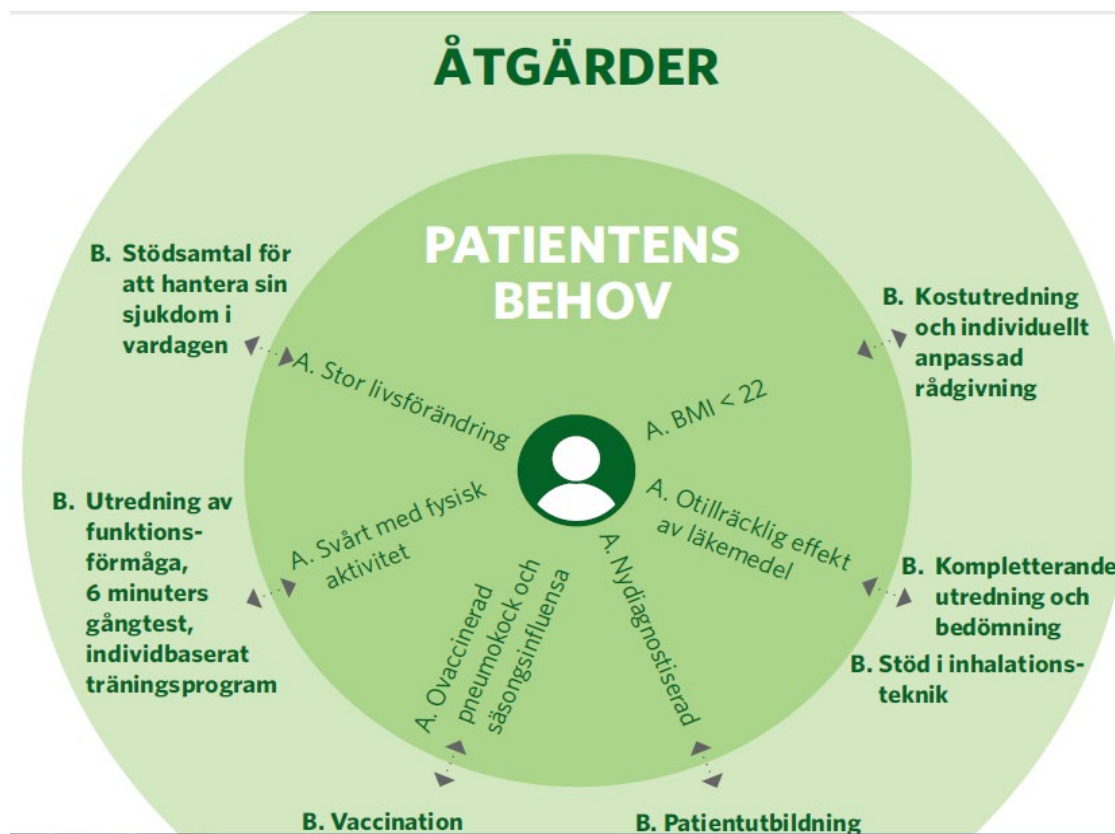 ÅTGÄRDER
PATIENTENS
BEHOV
B. Stödsamtal för
att hantera sin
sjukdom i
vardagen
A. Stor livsförändring
A. BMI < 22
B. Kostutredning
och individuellt
anpassad
rådgivning
B. Utredning av
funktions-
förmåga,
6 minuters
gångtest,
individbaserat
träningsprogram
A. Svårt med fysisk
aktivitet
A. Otillräcklig effekt
av läkemedel
B. Kompletterande
utredning och
bedömning
B. Stöd i inhalations-
teknik
A. Ovaccinerad
pneumokock och
säsongsinfluensa
A. Nydiagnostiserad
B. Vaccination
B. Patientutbildning